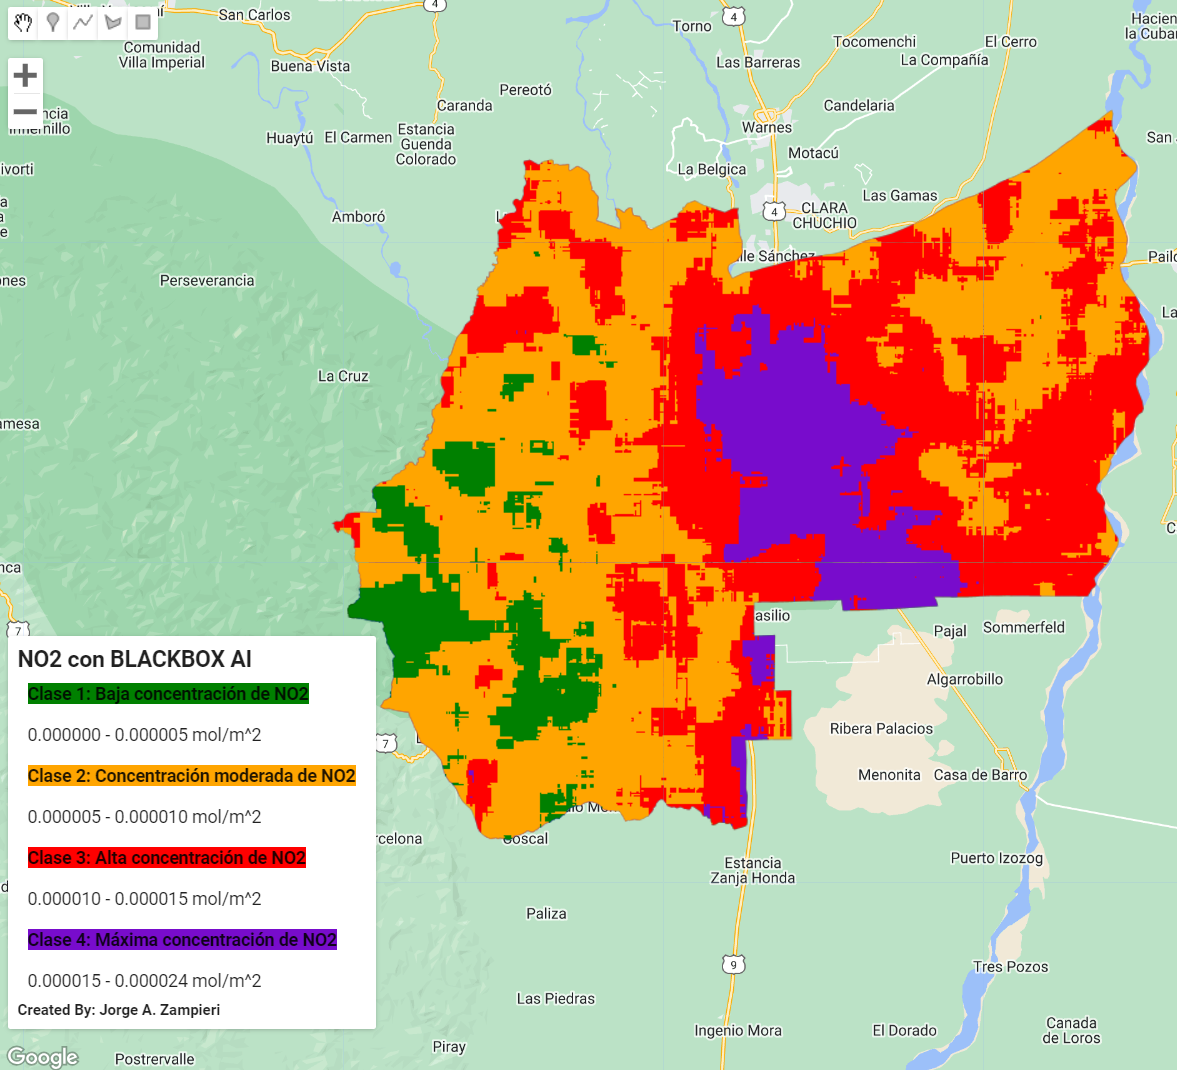 San Carlos
4
Torno
4
Hacien
la Cuba
Comunidad
Villa Imperial
Buena Vista
Tocomenchi
El Cerro
Las Barreras
La Compañía
Pereotó
Caranda
Candelaria
Huaytú
El Carmen
Estancia
Guenda
Colorado
Warnes
Motacú
San
ivorti
La Belgica
Las Gamas
Amboró
4
CLARA
CHUCHIO
lle Sánchez
Pailo
Perseverancia
ones
La
La Cruz
amesa
C
nca
7
asilio
Pajal
Sommerfeld
Algarrobillo
Ribera Palacios
7
Menonita
Casa de Barro
rcelona
Coscal
Estancia
Zanja Honda
Puerto Izozog
Paliza
9
Tres Pozos
Las Piedras
Ingenio Mora
El Dorado
Canada
de Loros
Piray
Postrervalle
NO2 con BLACKBOX AI
Clase 1: Baja concentración de NO2
0.000000 - 0.000005 mol/m^2
Clase 2: Concentración moderada de NO2
0.000005 - 0.000010 mol/m^2
Clase 3: Alta concentración de NO2
0.000010 - 0.000015 mol/m^2
Clase 4: Máxima concentración de NO2
0.000015 - 0.000024 mol/m^2
Created By: Jorge A. Zampieri
Google